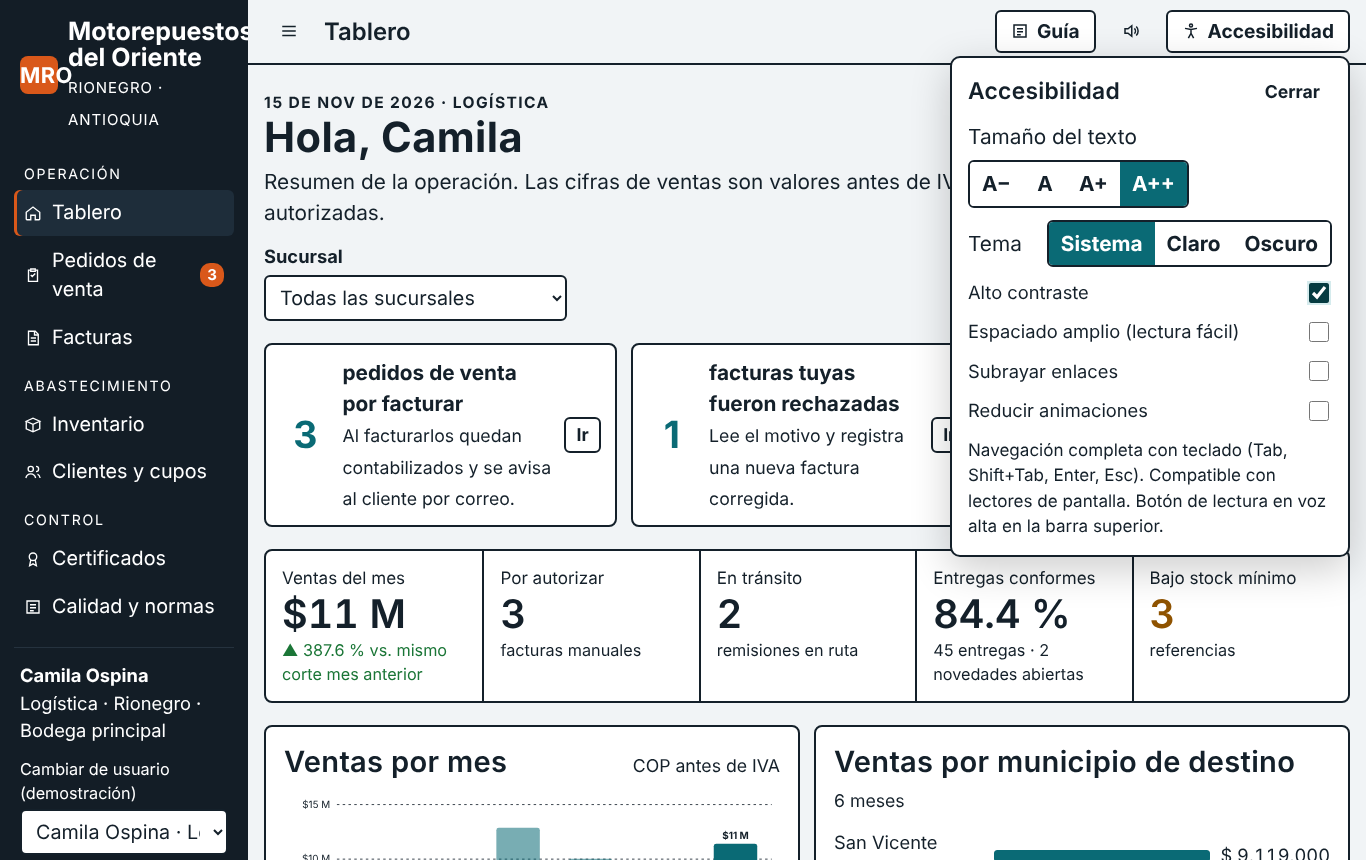 MRO
Motorepuestos
del Oriente
RIONEGRO ·
ANTIOQUIA
OPERACIÓN
Tablero
Pedidos de
venta
3
Facturas
ABASTECIMIENTO
Inventario
Clientes y cupos
CONTROL
Certificados
Calidad y normas
Camila Ospina
Logística · Rionegro ·
Bodega principal
Cambiar de usuario
(demostración)
Camila Ospina ·
Tablero
Guía
Accesibilidad
15 DE NOV DE 2026 · LOGÍSTICA
Hola, Camila
Resumen de la operación. Las cifras de ventas son valores antes de
autorizadas.
Sucursal
Todas las sucursales
3
pedidos de venta
por facturar
Al facturarlos quedan
contabilizados y se avisa
al cliente por correo.
Ir
1
facturas tuyas
fueron rechazadas
Lee el motivo y registra
una nueva factura
corregida.
Accesibilidad
Cerrar
Tamaño del texto
A− A A+ A++
Tema Sistema Claro Oscuro
Alto contraste
Espaciado amplio (lectura fácil)
Subrayar enlaces
Reducir animaciones
Navegación completa con teclado (Tab,
Shift+Tab, Enter, Esc). Compatible con
lectores de pantalla. Botón de lectura en voz
alta en la barra superior.
Ventas del mes
$11 M
▲ 387.6 % vs. mismo
corte mes anterior
Por autorizar
3
facturas manuales
En tránsito
2
remisiones en ruta
Entregas conformes
84.4 %
45 entregas · 2
novedades abiertas
Bajo stock mínimo
3
referencias
Ventas por mes
COP antes de IVA
$15 M
$11 M
$10 M
Ventas por municipio de destino
6 meses
San Vicente
$ 9.119.000